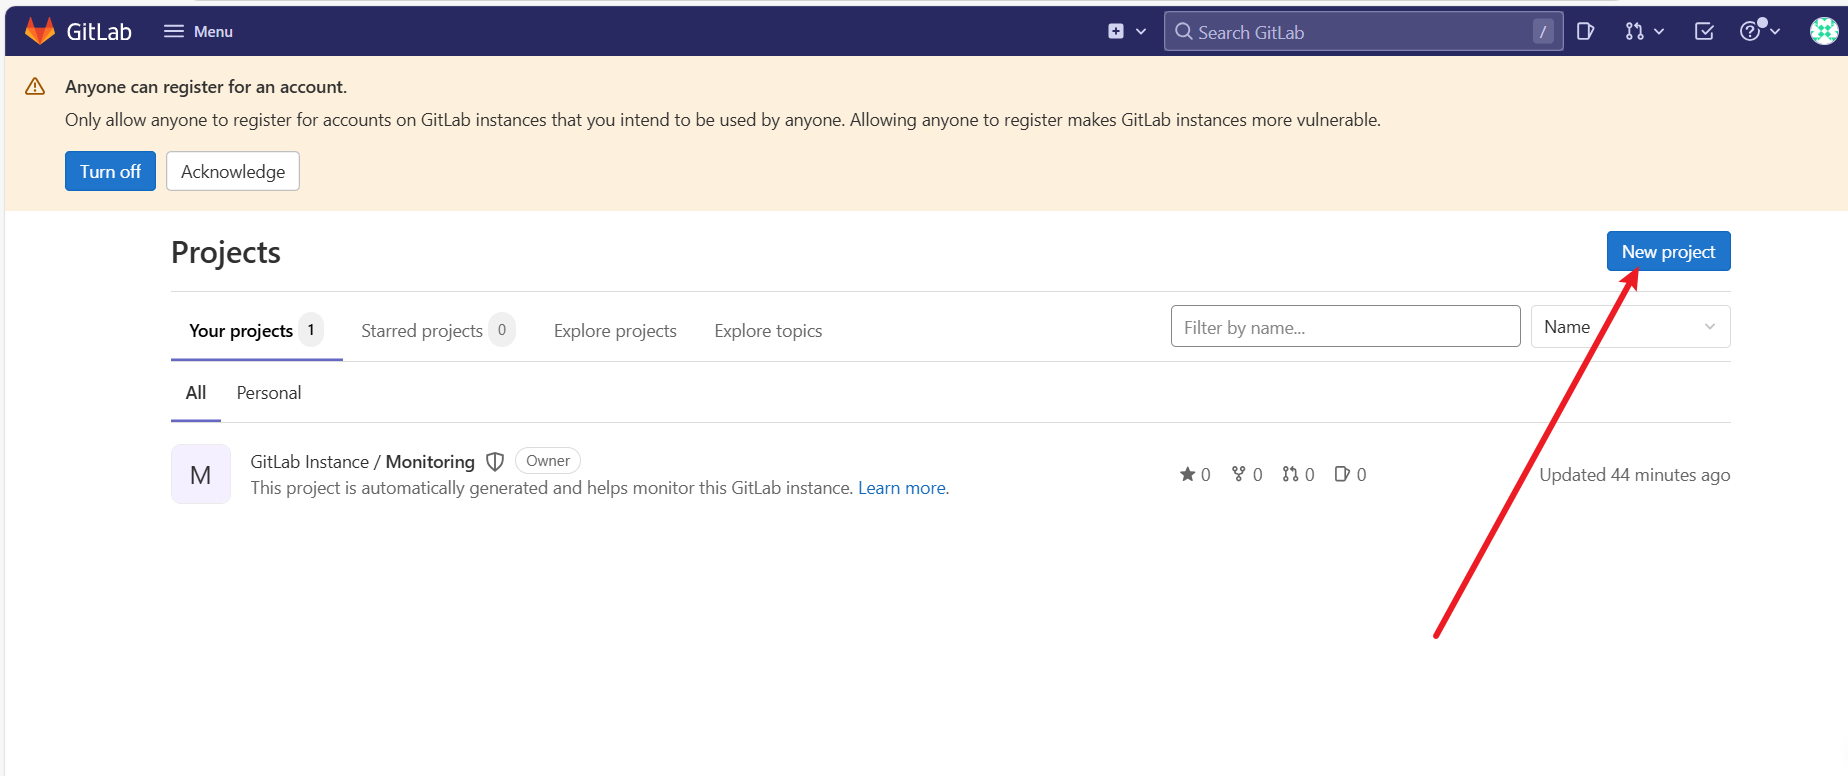 GitLab
Menu
Search GitLab
/
Anyone can register for an account.
Only allow anyone to register for accounts on GitLab instances that you intend to be used by anyone. Allowing anyone to register makes GitLab instances more vulnerable.
Turn off
Acknowledge
Projects
New project
Your projects 1
Starred projects 0
Explore projects
Explore topics
Filter by name...
Name
All
Personal
M
GitLab Instance / Monitoring
Owner
This project is automatically generated and helps monitor this GitLab instance. Learn more.
0
0
0
0
Updated 44 minutes ago